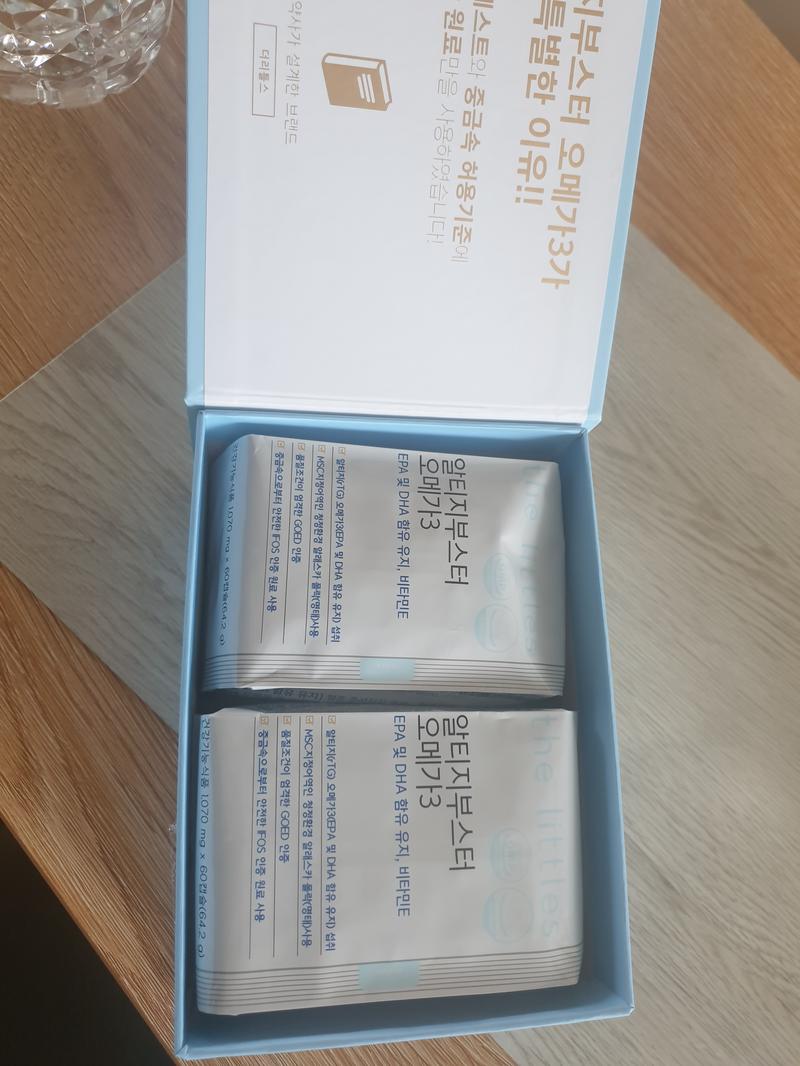 지부스터 오메가3가
특별한 이유!!
테스트와 중금속 허용기준에
원료만을 사용하였습니다!
약사가 설계한 브랜드
더리틀스
the littles
알티지부스터
오메가3
EPA 및 DHA 함유 유지, 비타민E
알티지(rTG) 오메가3(EPA 및 DHA 함유 유지) 섭취
MSC지정어역인 청정환경 알래스카 폴락(명태)사용
품질조건이 엄격한 GOED 인증
중금속으로부터 안전한 IFOS 인증 원료 사용
건강기능식품 1,070 mg × 60캡슐(64.2 g)
the littles
알티지부스터
오메가3
EPA 및 DHA 함유 유지, 비타민E
알티지(rTG) 오메가3(EPA 및 DHA 함유 유지) 섭취
MSC지정어역인 청정환경 알래스카 폴락(명태)사용
품질조건이 엄격한 GOED 인증
중금속으로부터 안전한 IFOS 인증 원료 사용
건강기능식품 1,070 mg × 60캡슐(64.2 g)